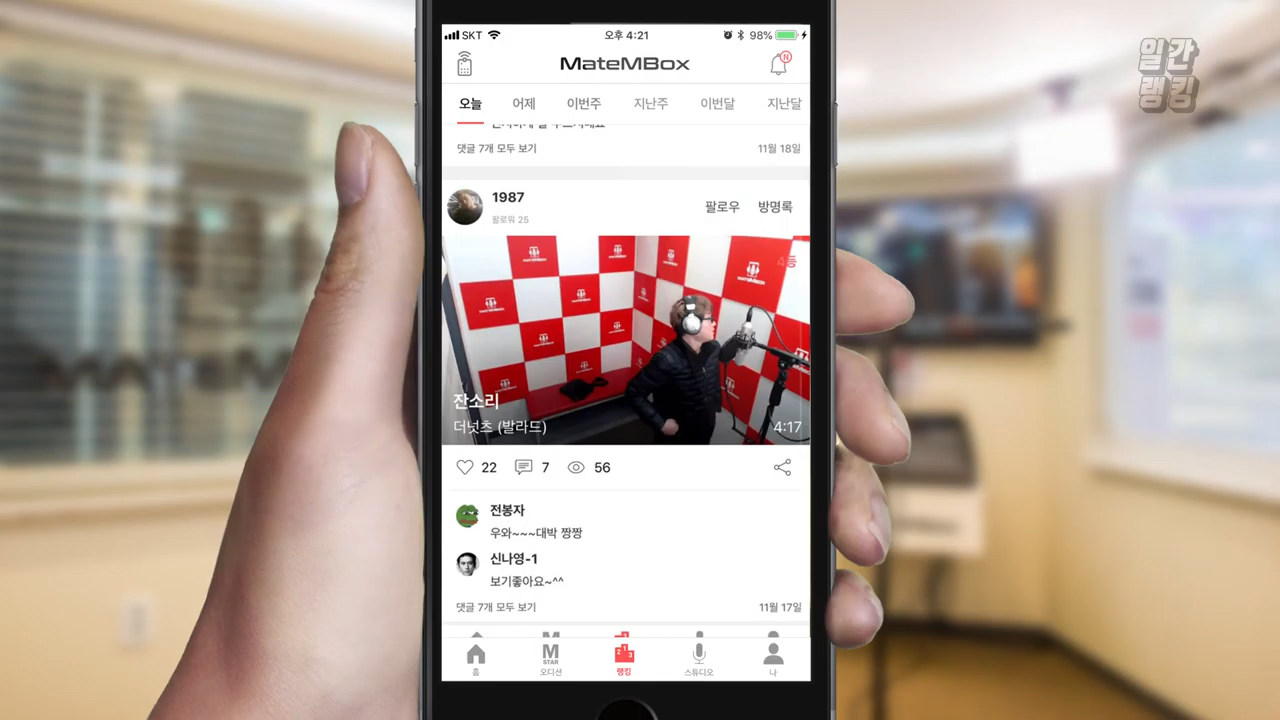 SKT 오후 4:21 98%
MateMBox
N
일간
랭킹
오늘 어제 이번주 지난주 이번달 지난달
댓글 7개 모두 보기 11월 18일
1987
팔로워 25
팔로우 방명록
4등
잔소리
더넛츠 (발라드) 4:17
22 7 56
전봉자
우와~~~대박 짱짱
신나영-1
보기좋아요~^^
댓글 7개 모두 보기 11월 17일
M
STAR
1 2 3
홈 오디션 랭킹 스튜디오 나